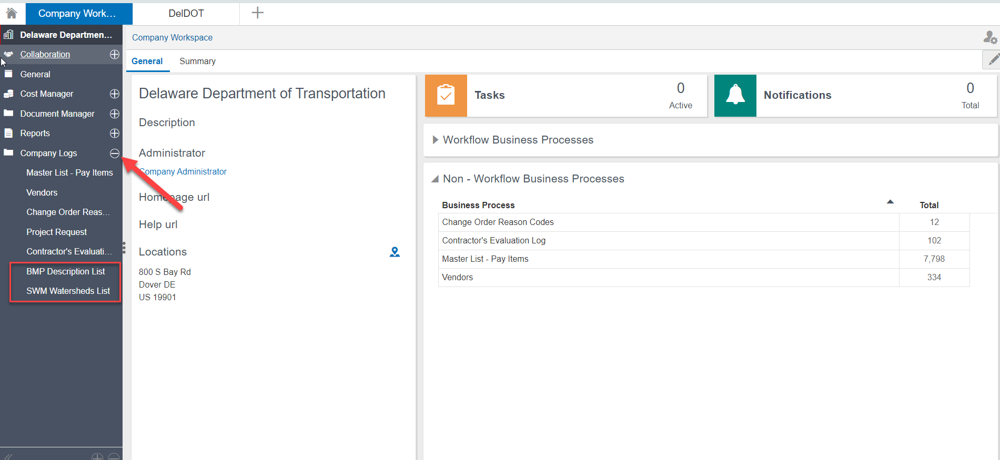 Company Work...
DelDOT
Delaware Departmen...
Collaboration
General
Cost Manager
Document Manager
Reports
Company Logs
Master List - Pay Items
Vendors
Change Order Reas...
Project Request
Contractor's Evaluati...
BMP Description List
SWM Watersheds List
Company Workspace
General
Summary
Delaware Department of Transportation
Description
Administrator
Company Administrator
Homepage url
Help url
Locations
800 S Bay Rd
Dover DE
US 19901
Tasks
0
Active
Notifications
0
Total
Workflow Business Processes
Non - Workflow Business Processes
Business Process Total
Change Order Reason Codes 12
Contractor's Evaluation Log 102
Master List - Pay Items 7,798
Vendors 334